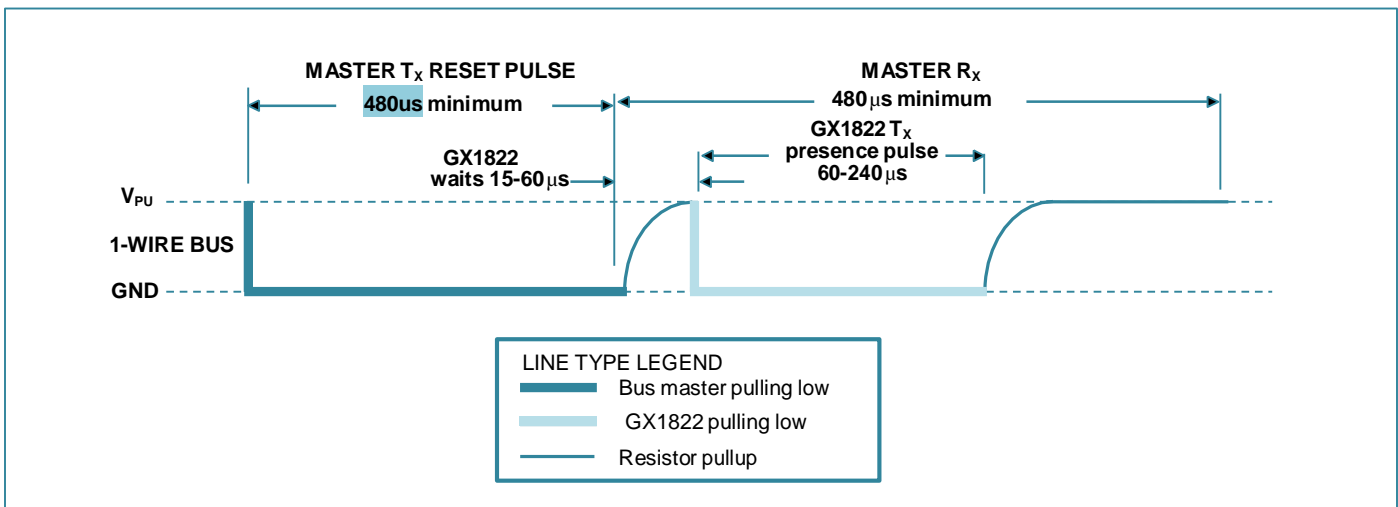 MASTER TX RESET PULSE
480us minimum
MASTER RX
480μs minimum
GX1822 TX
presence pulse
60-240μs
GX1822
waits 15-60μs
VPU
1-WIRE BUS
GND
LINE TYPE LEGEND
Bus master pulling low
GX1822 pulling low
Resistor pullup